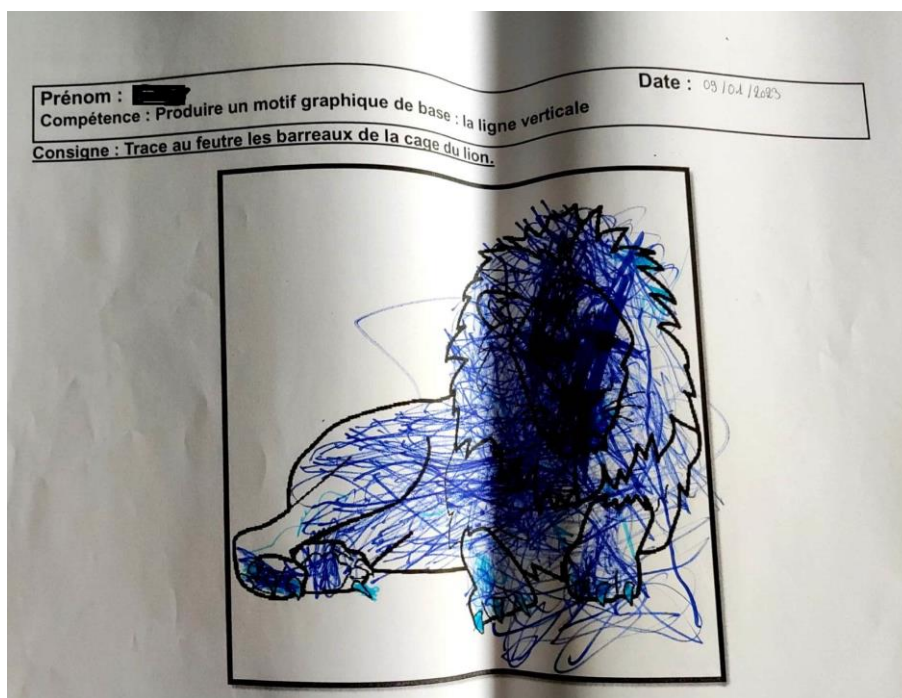 Prénom :
Date : 09/01/2023
Compétence : Produire un motif graphique de base : la ligne verticale
Consigne : Trace au feutre les barreaux de la cage du lion.